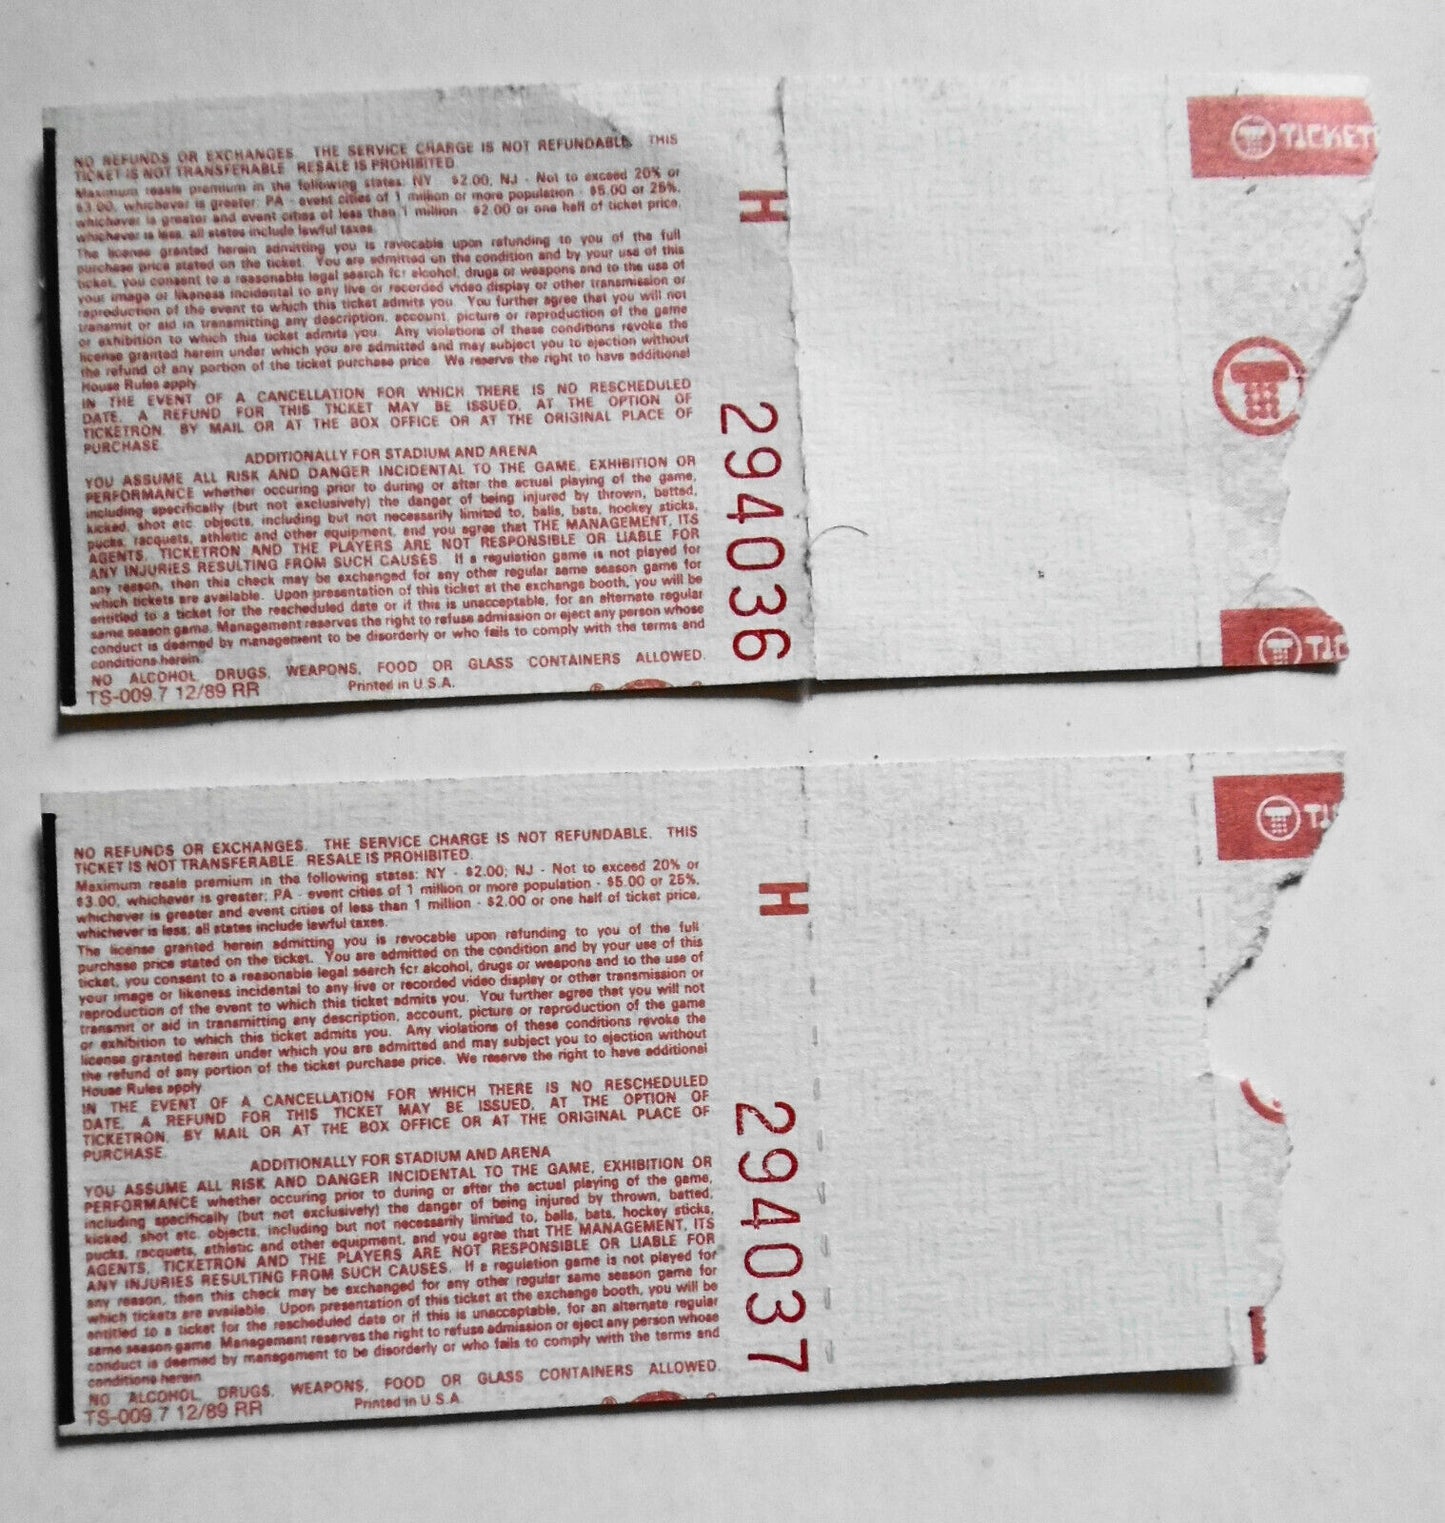 NO REFUNDS OR EXCHANGES. THE SERVICE CHARGE IS NOT REFUNDABLE. THIS
TICKET IS NOT TRANSFERABLE. RESALE IS PROHIBITED.
Maximum resale premium in the following states: NY - $2.00; NJ - Not to exceed 20% or
$3.00, whichever is greater; PA - event cities of 1 million or more population - $5.00 or 25%,
whichever is greater and event cities of less than 1 million - $2.00 or one half of ticket price,
whichever is less; all states include lawful taxes.
The license granted herein admitting you is revocable upon refunding to you of the full
purchase price stated on the ticket. You are admitted on the condition and by your use of this
ticket, you consent to a reasonable legal search for alcohol, drugs or weapons and to the use of
your image or likeness incidental to any live or recorded video display or other transmission or
reproduction of the event to which this ticket admits you. You further agree that you will not
transmit or aid in transmitting any description, account, picture or reproduction of the game
or exhibition to which this ticket admits you. Any violations of these conditions revoke the
license granted herein under which you are admitted and may subject you to ejection without
the refund of any portion of the ticket purchase price. We reserve the right to have additional
House Rules apply.
IN THE EVENT OF A CANCELLATION FOR WHICH THERE IS NO RESCHEDULED
DATE, A REFUND FOR THIS TICKET MAY BE ISSUED, AT THE OPTION OF
TICKETRON, BY MAIL OR AT THE BOX OFFICE OR AT THE ORIGINAL PLACE OF
PURCHASE.
ADDITIONALLY FOR STADIUM AND ARENA
YOU ASSUME ALL RISK AND DANGER INCIDENTAL TO THE GAME, EXHIBITION OR
PERFORMANCE whether occuring prior to during or after the actual playing of the game,
including specifically (but not exclusively) the danger of being injured by thrown, batted,
kicked, shot etc. objects, including but not necessarily limited to, balls, bats, hockey sticks,
pucks, racquets, athletic and other equipment, and you agree that THE MANAGEMENT, ITS
AGENTS, TICKETRON AND THE PLAYERS ARE NOT RESPONSIBLE OR LIABLE FOR
ANY INJURIES RESULTING FROM SUCH CAUSES. If a regulation game is not played for
any reason, then this check may be exchanged for any other regular same season game for
which tickets are available. Upon presentation of this ticket at the exchange booth, you will be
entitled to a ticket for the rescheduled date or if this is unacceptable, for an alternate regular
same season game. Management reserves the right to refuse admission or eject any person whose
conduct is deemed by management to be disorderly or who fails to comply with the terms and
conditions herein.
NO ALCOHOL, DRUGS, WEAPONS, FOOD OR GLASS CONTAINERS ALLOWED.
TS-009.7 12/89 RR Printed in U.S.A.
H
294036
TICKET
TIC
NO REFUNDS OR EXCHANGES. THE SERVICE CHARGE IS NOT REFUNDABLE. THIS
TICKET IS NOT TRANSFERABLE. RESALE IS PROHIBITED.
Maximum resale premium in the following states: NY - $2.00; NJ - Not to exceed 20% or
$3.00, whichever is greater; PA - event cities of 1 million or more population - $5.00 or 25%,
whichever is greater and event cities of less than 1 million - $2.00 or one half of ticket price,
whichever is less; all states include lawful taxes.
The license granted herein admitting you is revocable upon refunding to you of the full
purchase price stated on the ticket. You are admitted on the condition and by your use of this
ticket, you consent to a reasonable legal search for alcohol, drugs or weapons and to the use of
your image or likeness incidental to any live or recorded video display or other transmission or
reproduction of the event to which this ticket admits you. You further agree that you will not
transmit or aid in transmitting any description, account, picture or reproduction of the game
or exhibition to which this ticket admits you. Any violations of these conditions revoke the
license granted herein under which you are admitted and may subject you to ejection without
the refund of any portion of the ticket purchase price. We reserve the right to have additional
House Rules apply.
IN THE EVENT OF A CANCELLATION FOR WHICH THERE IS NO RESCHEDULED
DATE, A REFUND FOR THIS TICKET MAY BE ISSUED, AT THE OPTION OF
TICKETRON, BY MAIL OR AT THE BOX OFFICE OR AT THE ORIGINAL PLACE OF
PURCHASE.
ADDITIONALLY FOR STADIUM AND ARENA
YOU ASSUME ALL RISK AND DANGER INCIDENTAL TO THE GAME, EXHIBITION OR
PERFORMANCE whether occuring prior to during or after the actual playing of the game,
including specifically (but not exclusively) the danger of being injured by thrown, batted,
kicked, shot etc. objects, including but not necessarily limited to, balls, bats, hockey sticks,
pucks, racquets, athletic and other equipment, and you agree that THE MANAGEMENT, ITS
AGENTS, TICKETRON AND THE PLAYERS ARE NOT RESPONSIBLE OR LIABLE FOR
ANY INJURIES RESULTING FROM SUCH CAUSES. If a regulation game is not played for
any reason, then this check may be exchanged for any other regular same season game for
which tickets are available. Upon presentation of this ticket at the exchange booth, you will be
entitled to a ticket for the rescheduled date or if this is unacceptable, for an alternate regular
same season game. Management reserves the right to refuse admission or eject any person whose
conduct is deemed by management to be disorderly or who fails to comply with the terms and
conditions herein.
NO ALCOHOL, DRUGS, WEAPONS, FOOD OR GLASS CONTAINERS ALLOWED.
TS-009.7 12/89 RR Printed in U.S.A.
H
294037
TI